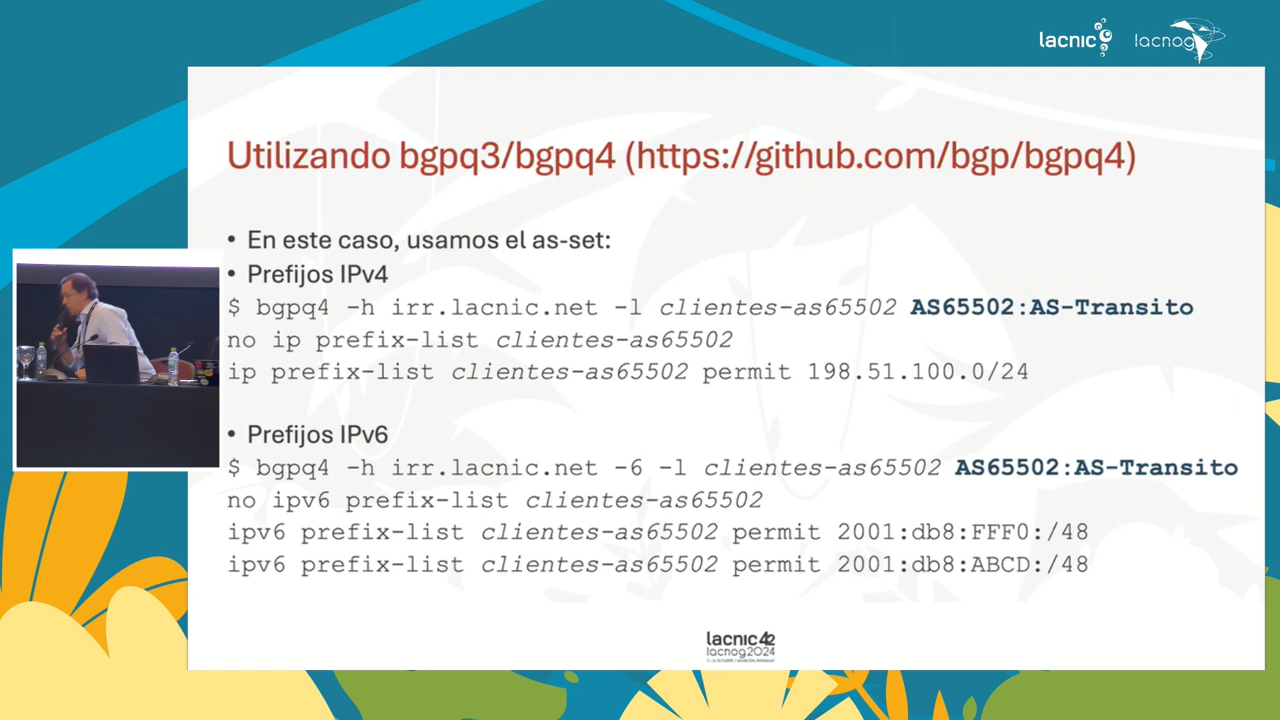 lacnic
lacnog
Utilizando bgpq3/bgpq4 (https://github.com/bgp/bgpq4)
• En este caso, usamos el as-set:
• Prefijos IPv4
$ bgpq4 -h irr.lacnic.net -l clientes-as65502 AS65502:AS-Transito
no ip prefix-list clientes-as65502
ip prefix-list clientes-as65502 permit 198.51.100.0/24
• Prefijos IPv6
$ bgpq4 -h irr.lacnic.net -6 -l clientes-as65502 AS65502:AS-Transito
no ipv6 prefix-list clientes-as65502
ipv6 prefix-list clientes-as65502 permit 2001:db8:FFF0:/48
ipv6 prefix-list clientes-as65502 permit 2001:db8:ABCD:/48
lacnic42
lacnog2024